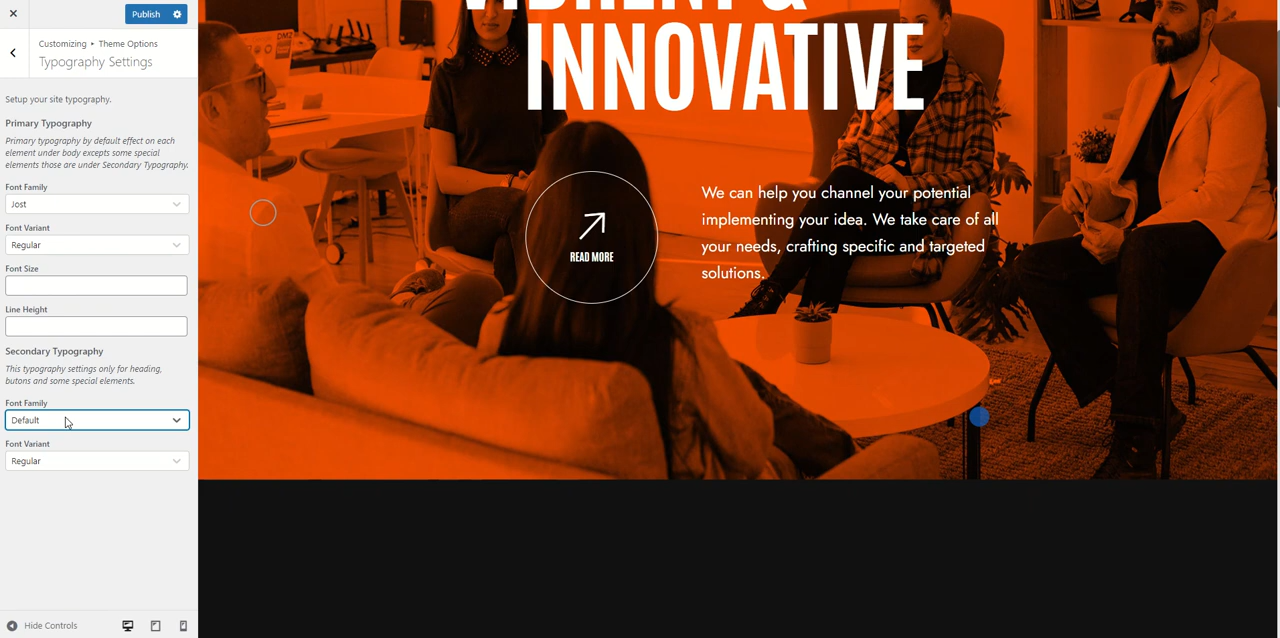 Publish
Customizing ▸ Theme Options
Typography Settings
Setup your site typography.
Primary Typography
Primary typography by default effect on each
element under body excepts some special
elements those are under Secondary Typography.
Font Family
Jost
Font Variant
Regular
Font Size
Line Height
Secondary Typography
This typography settings only for heading,
butons and some special elements.
Font Family
Default
Font Variant
Regular
Hide Controls
VIBRENT &
INNOVATIVE
READ MORE
We can help you channel your potential
implementing your idea. We take care of all
your needs, crafting specific and targeted
solutions.